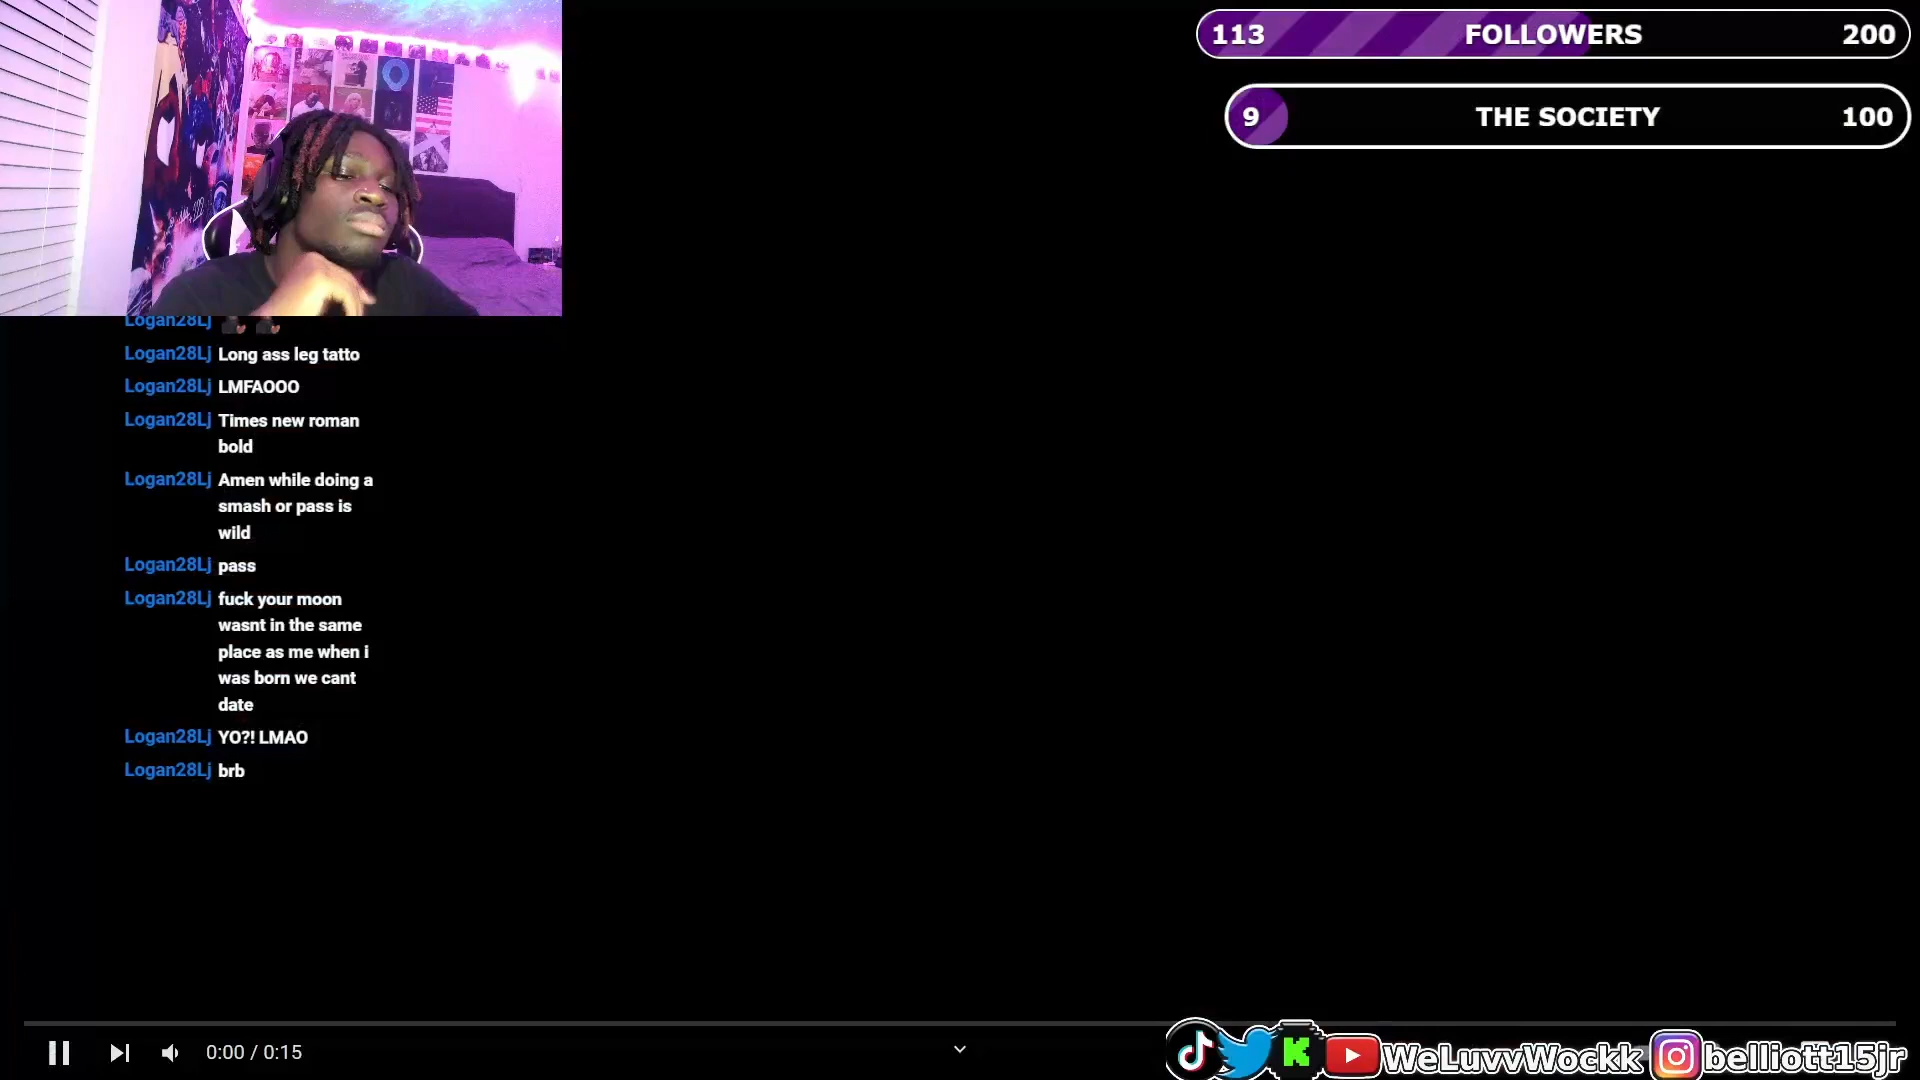 113 FOLLOWERS 200
9 THE SOCIETY 100
Logan28Lj
Logan28Lj Long ass leg tatto
Logan28Lj LMFAOOO
Logan28Lj Times new roman
bold
Logan28Lj Amen while doing a
smash or pass is
wild
Logan28Lj pass
Logan28Lj fuck your moon
wasnt in the same
place as me when i
was born we cant
date
Logan28Lj YO?! LMAO
Logan28Lj brb
0:00 / 0:15
K WeLuvvWockk belliott15jr